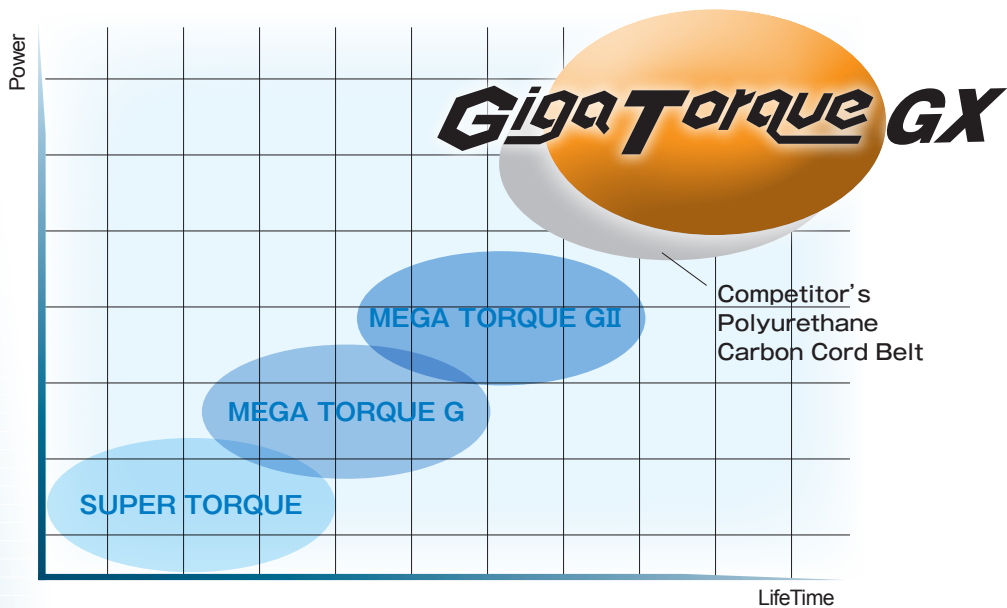 Power
GigaTorque GX
Competitor's
Polyurethane
Carbon Cord Belt
MEGA TORQUE GⅡ
MEGA TORQUE G
SUPER TORQUE
LifeTime